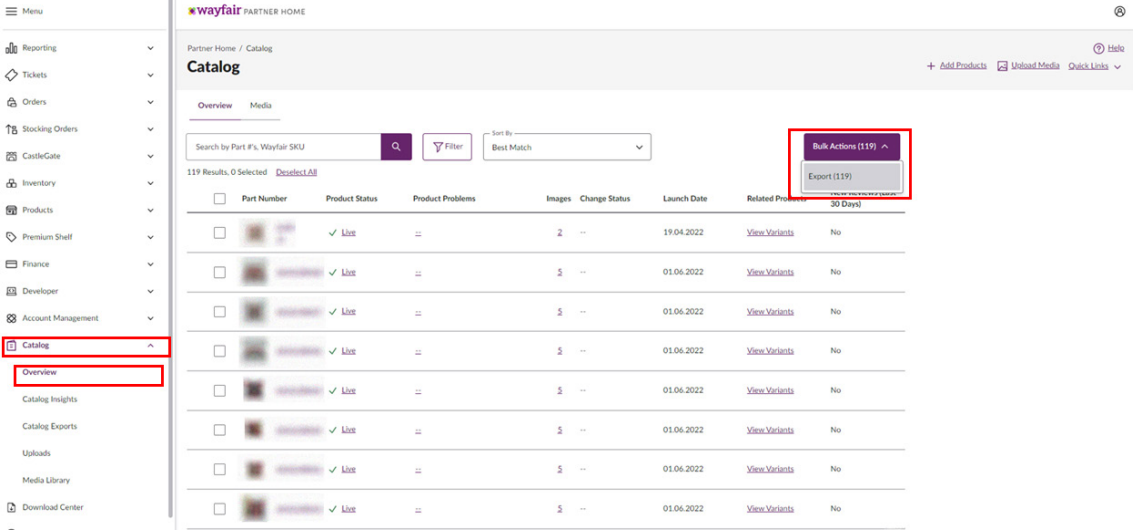 Menu
wayfair PARTNER HOME
Reporting
Tickets
Orders
Stocking Orders
CastleGate
Inventory
Products
Premium Shelf
Finance
Developer
Account Management
Catalog
Overview
Catalog Insights
Catalog Exports
Uploads
Media Library
Download Center
Partner Home / Catalog
Help
Catalog
+ Add Products Upload Media Quick Links
Overview Media
Search by Part #'s, Wayfair SKU
Filter
Sort By
Best Match
Bulk Actions (119)
Export (119)
119 Results, 0 Selected Deselect All
Part Number Product Status Product Problems Images Change Status Launch Date Related Products New Reviews (Last
30 Days)
Live -- 2 -- 19.04.2022 View Variants No
Live -- 5 -- 01.06.2022 View Variants No
Live -- 5 -- 01.06.2022 View Variants No
Live -- 5 -- 01.06.2022 View Variants No
Live -- 5 -- 01.06.2022 View Variants No
Live -- 5 -- 01.06.2022 View Variants No
Live -- 5 -- 01.06.2022 View Variants No
Live -- 5 -- 01.06.2022 View Variants No